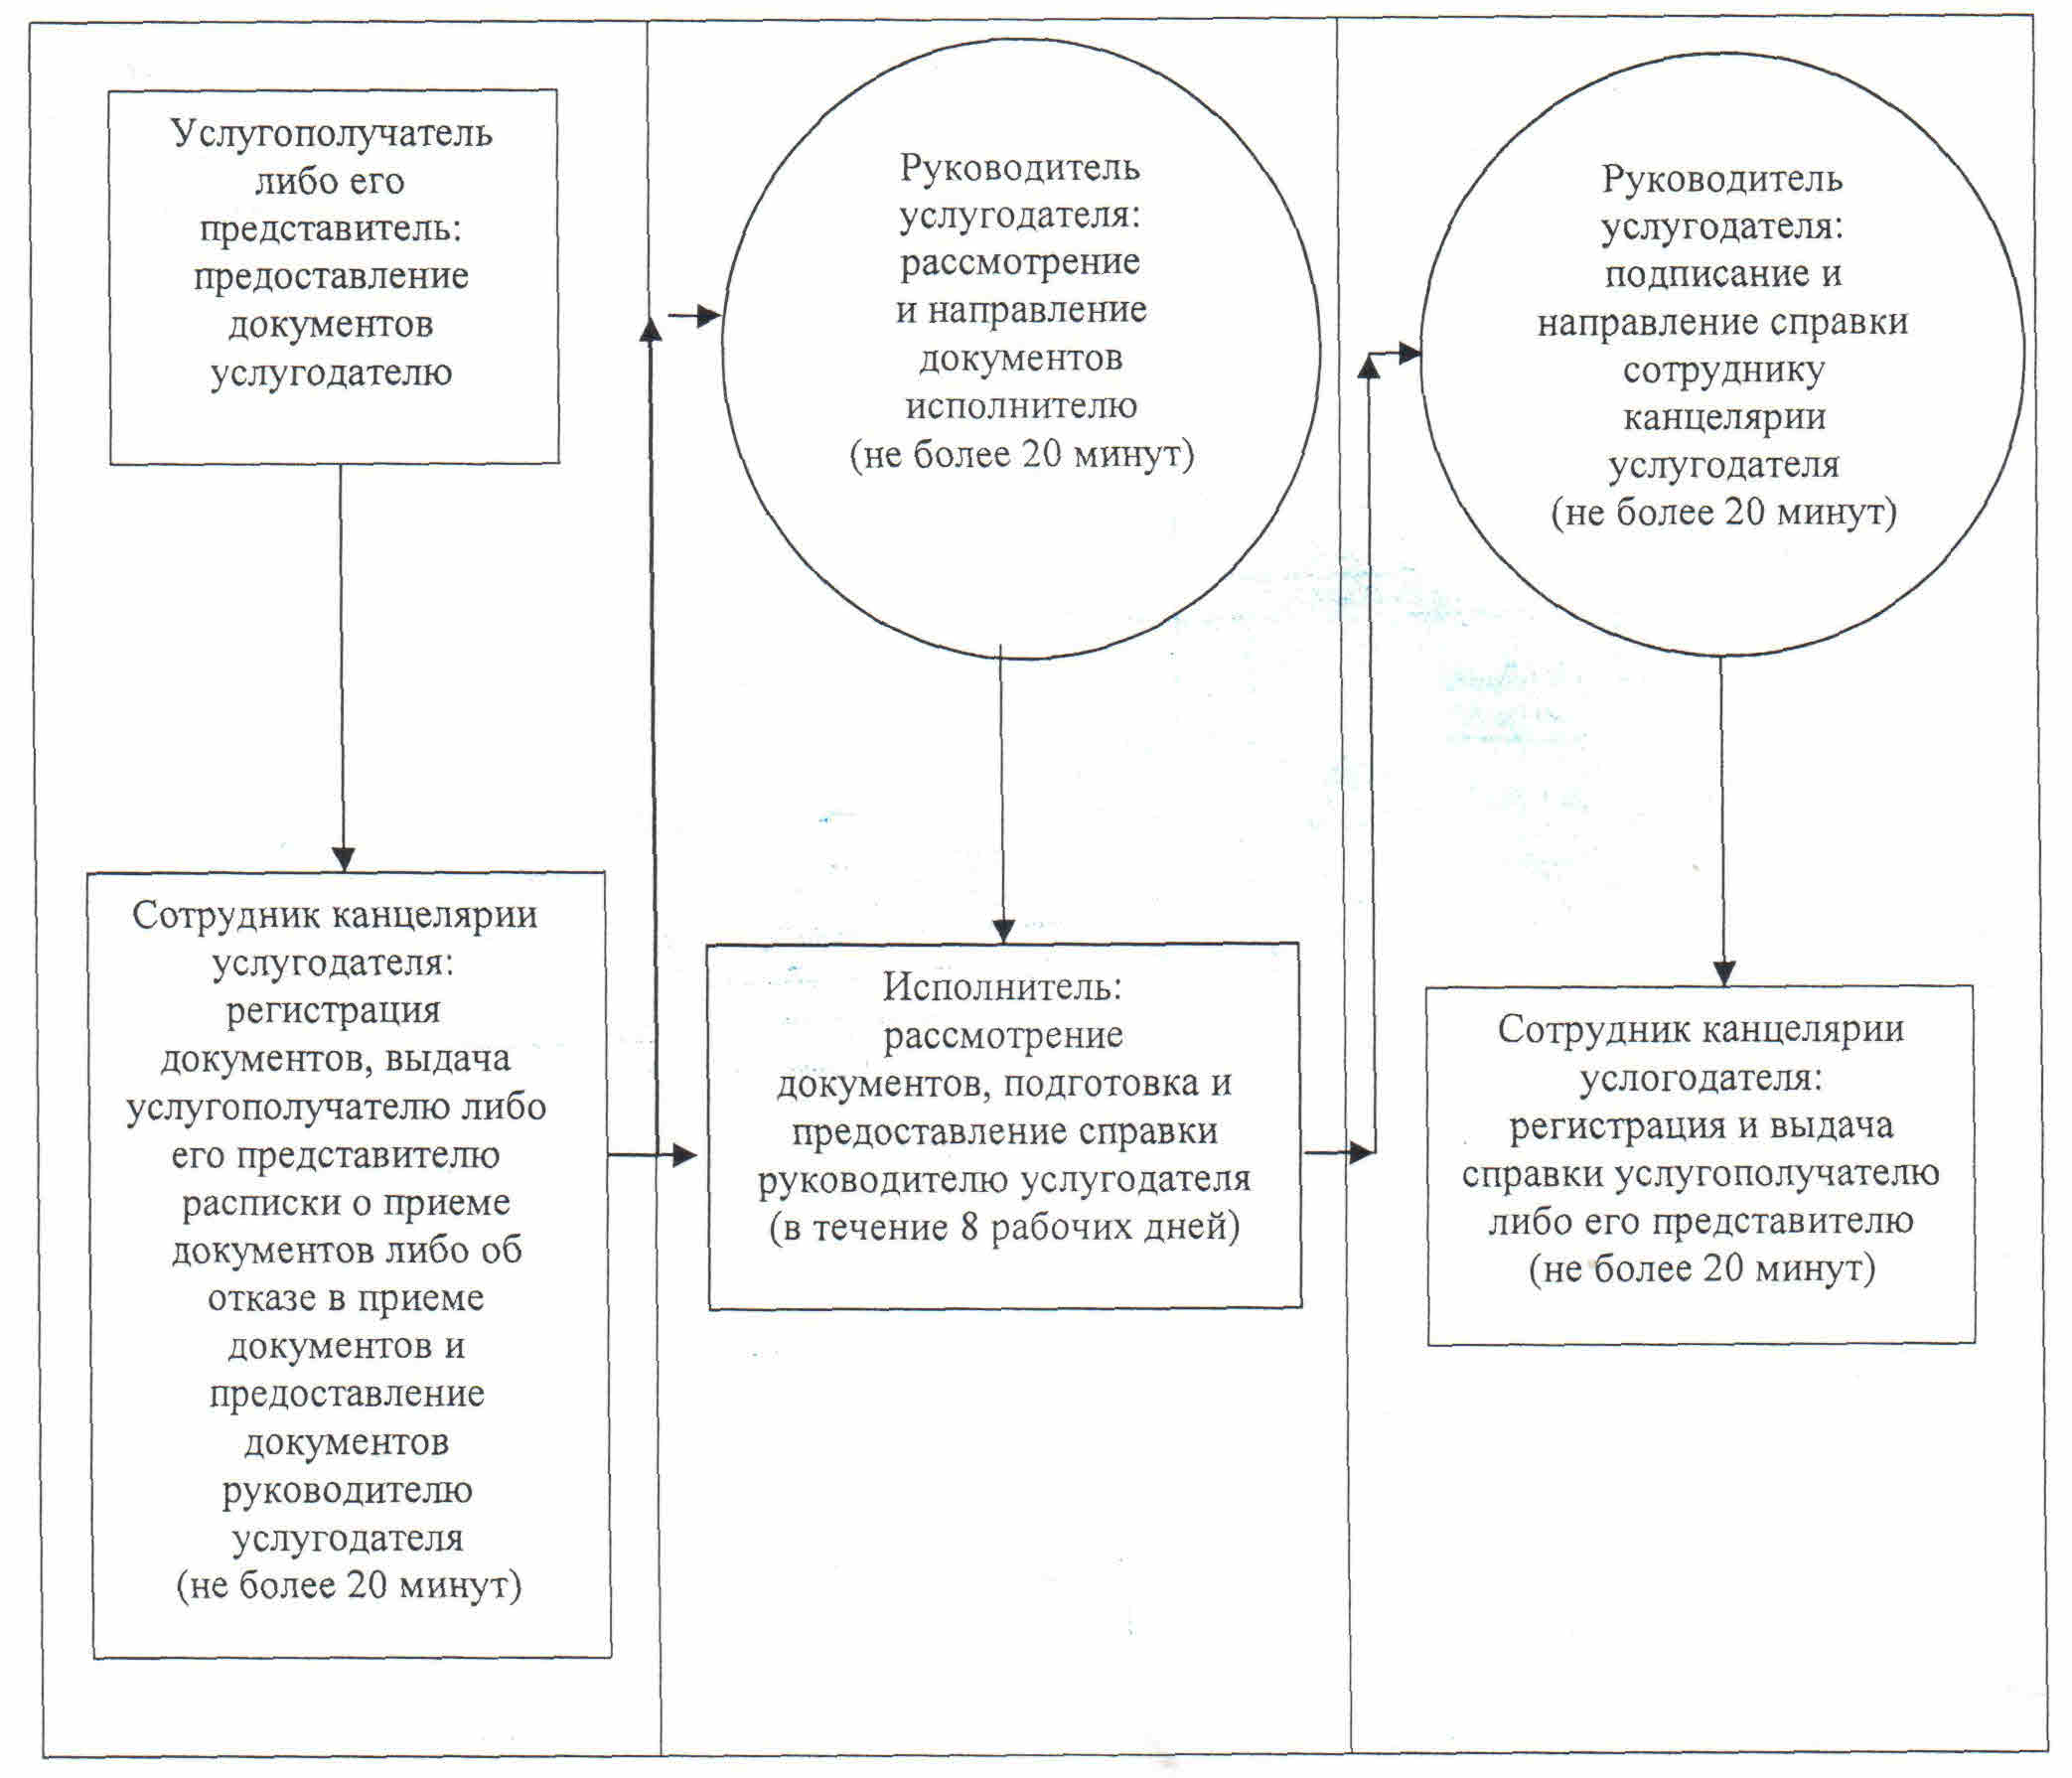 Услугополучатель
либо его
представитель:
предоставление
документов
услугодателю
Сотрудник канцелярии
услугодателя:
регистрация
документов, выдача
услугополучателю либо
его представителю
расписки о приеме
документов либо об
отказе в приеме
документов и
предоставление
документов
руководителю
услугодателя
(не более 20 минут)
Руководитель
услугодателя:
рассмотрение
и направление
документов
исполнителю
(не более 20 минут)
Исполнитель:
рассмотрение
документов, подготовка и
предоставление справки
руководителю услугодателя
(в течение 8 рабочих дней)
Руководитель
услугодателя:
подписание и
направление справки
сотруднику
канцелярии
услугодателя
(не более 20 минут)
Сотрудник канцелярии
услогодателя:
регистрация и выдача
справки услугополучателю
либо его представителю
(не более 20 минут)